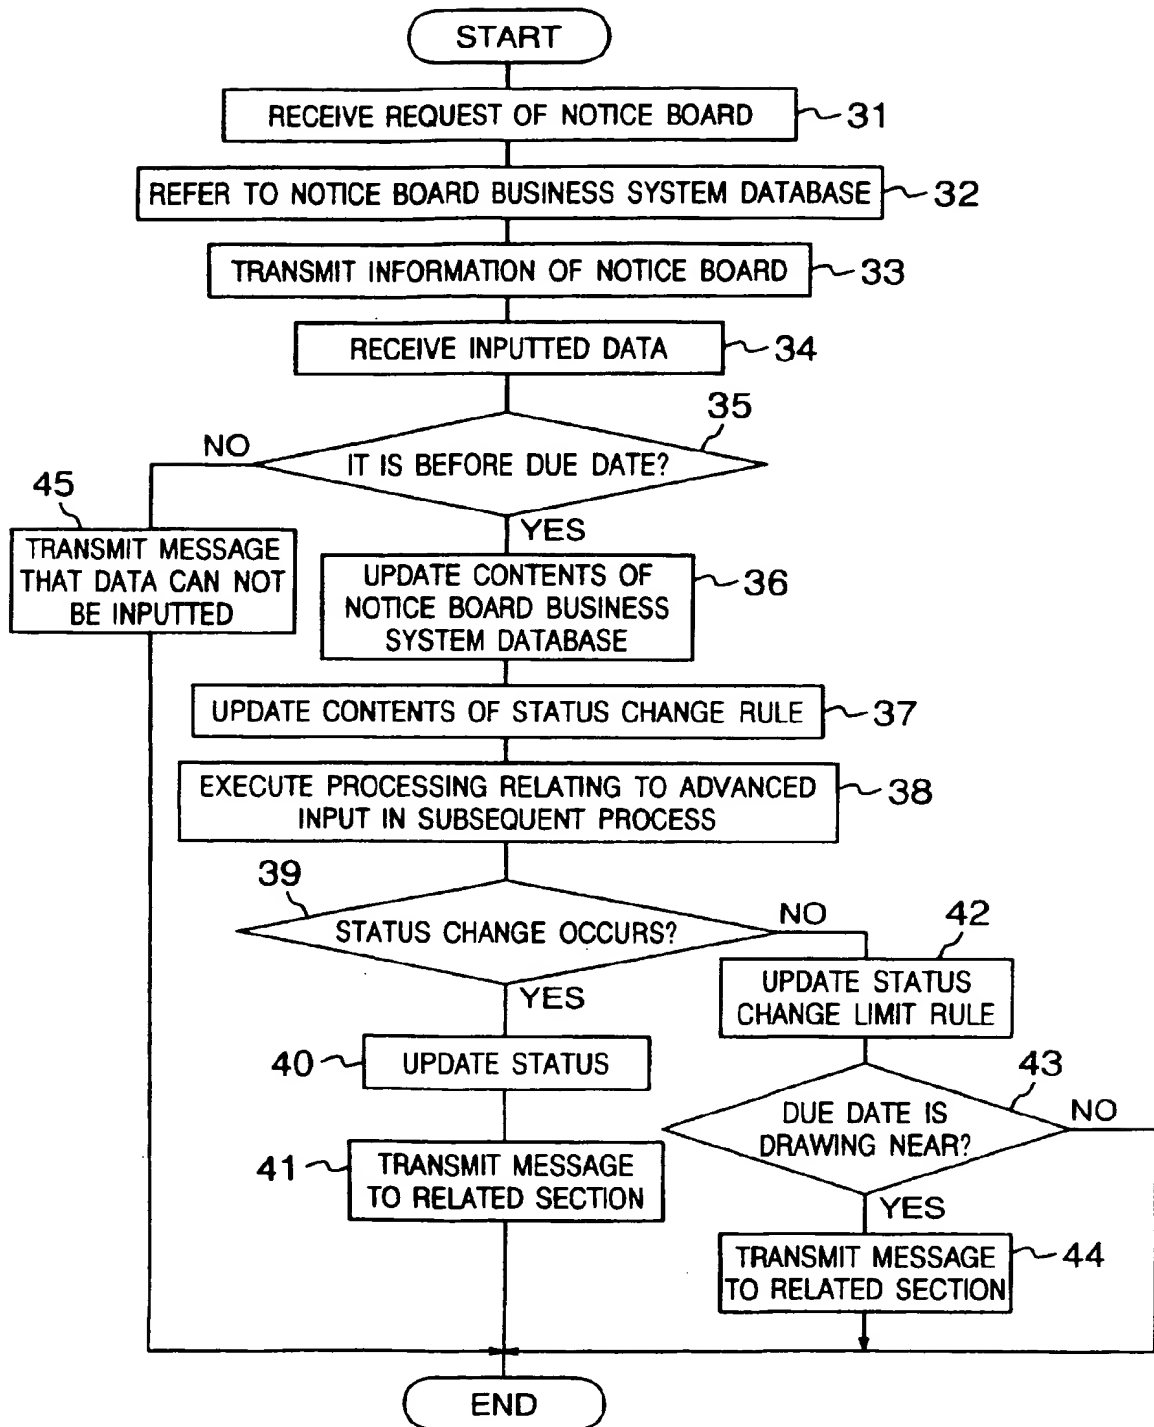 START
RECEIVE REQUEST OF NOTICE BOARD
31
REFER TO NOTICE BOARD BUSINESS SYSTEM DATABASE
32
TRANSMIT INFORMATION OF NOTICE BOARD
33
RECEIVE INPUTTED DATA
34
35
NO
IT IS BEFORE DUE DATE?
45
YES
TRANSMIT MESSAGE
THAT DATA CAN NOT
BE INPUTTED
UPDATE CONTENTS OF
NOTICE BOARD BUSINESS
SYSTEM DATABASE
36
UPDATE CONTENTS OF STATUS CHANGE RULE
37
EXECUTE PROCESSING RELATING TO ADVANCED
INPUT IN SUBSEQUENT PROCESS
38
39
STATUS CHANGE OCCURS?
NO
42
YES
UPDATE STATUS
CHANGE LIMIT RULE
40
UPDATE STATUS
43
DUE DATE IS
DRAWING NEAR?
NO
41
TRANSMIT MESSAGE
TO RELATED SECTION
YES
TRANSMIT MESSAGE
TO RELATED SECTION
44
END